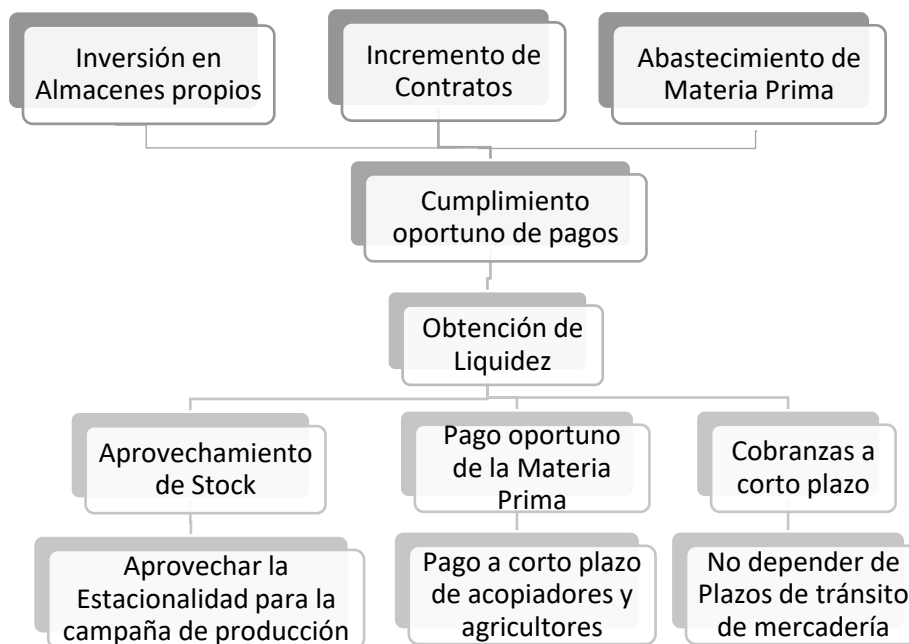 Inversión en
Almacenes propios
Incremento de
Contratos
Abastecimiento de
Materia Prima
Cumplimiento
oportuno de pagos
Obtención de
Liquidez
Aprovechamiento
de Stock
Pago oportuno
de la Materia
Prima
Cobranzas a
corto plazo
Aprovechar la
Estacionalidad para la
campaña de producción
Pago a corto plazo
de acopiadores y
agricultores
No depender de
Plazos de tránsito
de mercadería